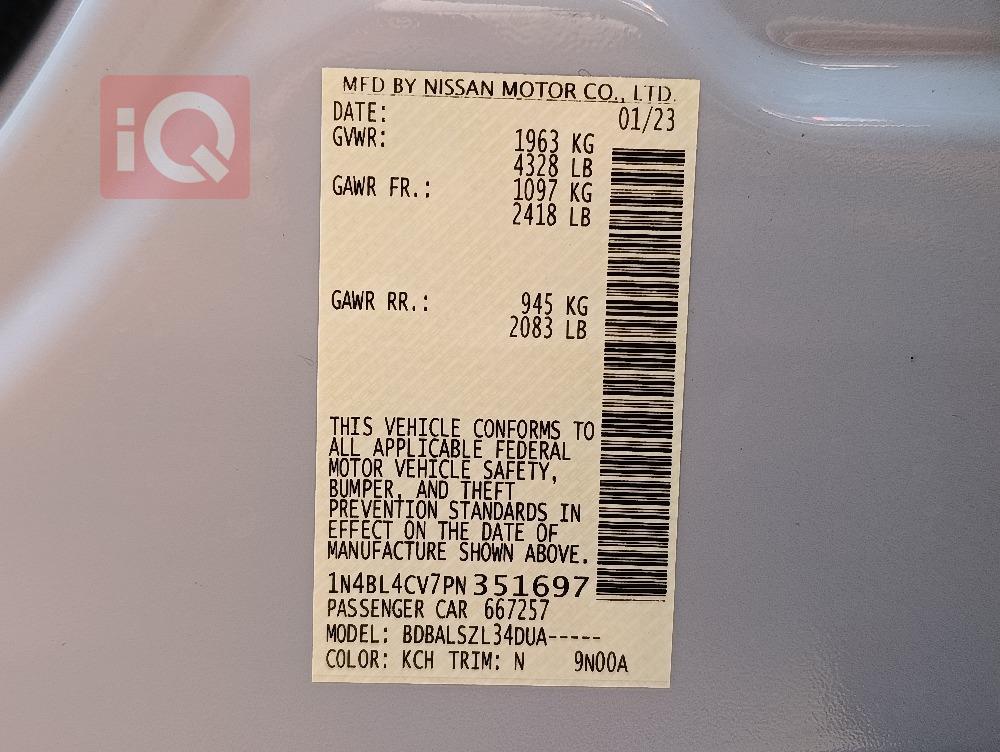 iQ
MFD BY NISSAN MOTOR CO., LTD.
DATE: 01/23
GVWR: 1963 KG
4328 LB
GAWR FR.: 1097 KG
2418 LB
GAWR RR.: 945 KG
2083 LB
THIS VEHICLE CONFORMS TO
ALL APPLICABLE FEDERAL
MOTOR VEHICLE SAFETY,
BUMPER, AND THEFT
PREVENTION STANDARDS IN
EFFECT ON THE DATE OF
MANUFACTURE SHOWN ABOVE.
1N4BL4CV7PN351697
PASSENGER CAR 667257
MODEL: BDBALSZL34DUA-----
COLOR: KCH TRIM: N 9N00A